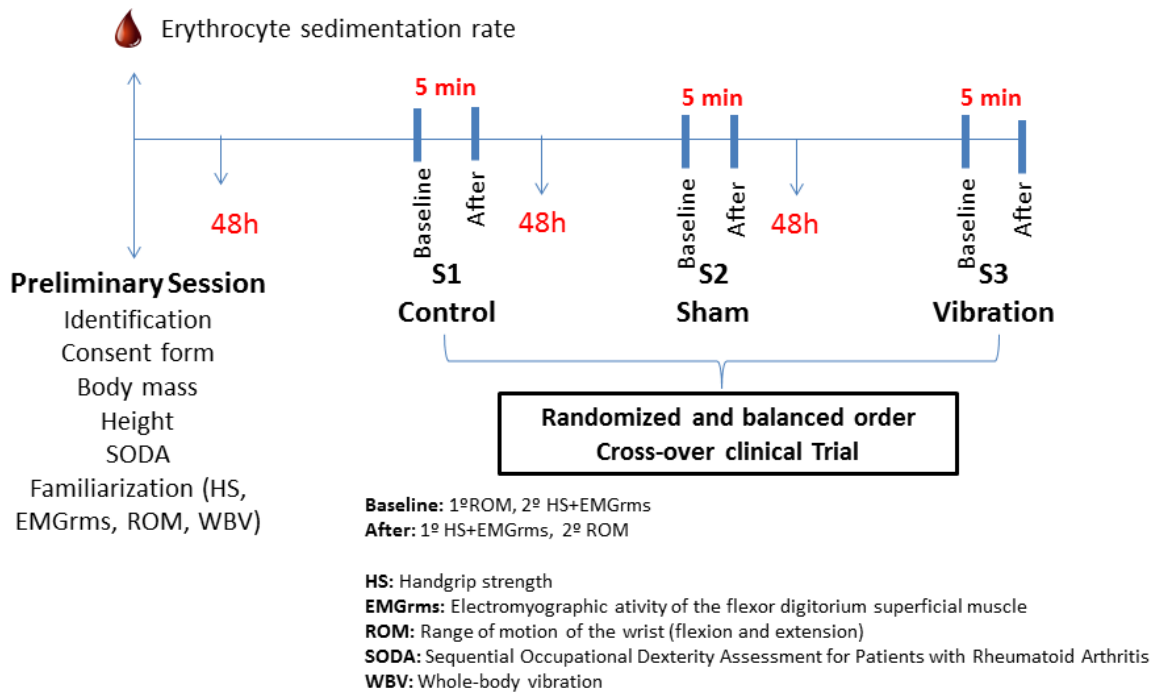 Erythrocyte sedimentation rate
5 min
5 min
5 min
48h
Baseline
After
48h
Baseline
After
48h
Baseline
After
Preliminary Session
Identification
Consent form
Body mass
Height
SODA
Familiarization (HS,
EMGrms, ROM, WBV)
S1
Control
S2
Sham
S3
Vibration
Randomized and balanced order
Cross-over clinical Trial
Baseline: 1ºROM, 2º HS+EMGrms
After: 1º HS+EMGrms, 2º ROM
HS: Handgrip strength
EMGrms: Electromyographic ativity of the flexor digitorium superficial muscle
ROM: Range of motion of the wrist (flexion and extension)
SODA: Sequential Occupational Dexterity Assessment for Patients with Rheumatoid Arthritis
WBV: Whole-body vibration